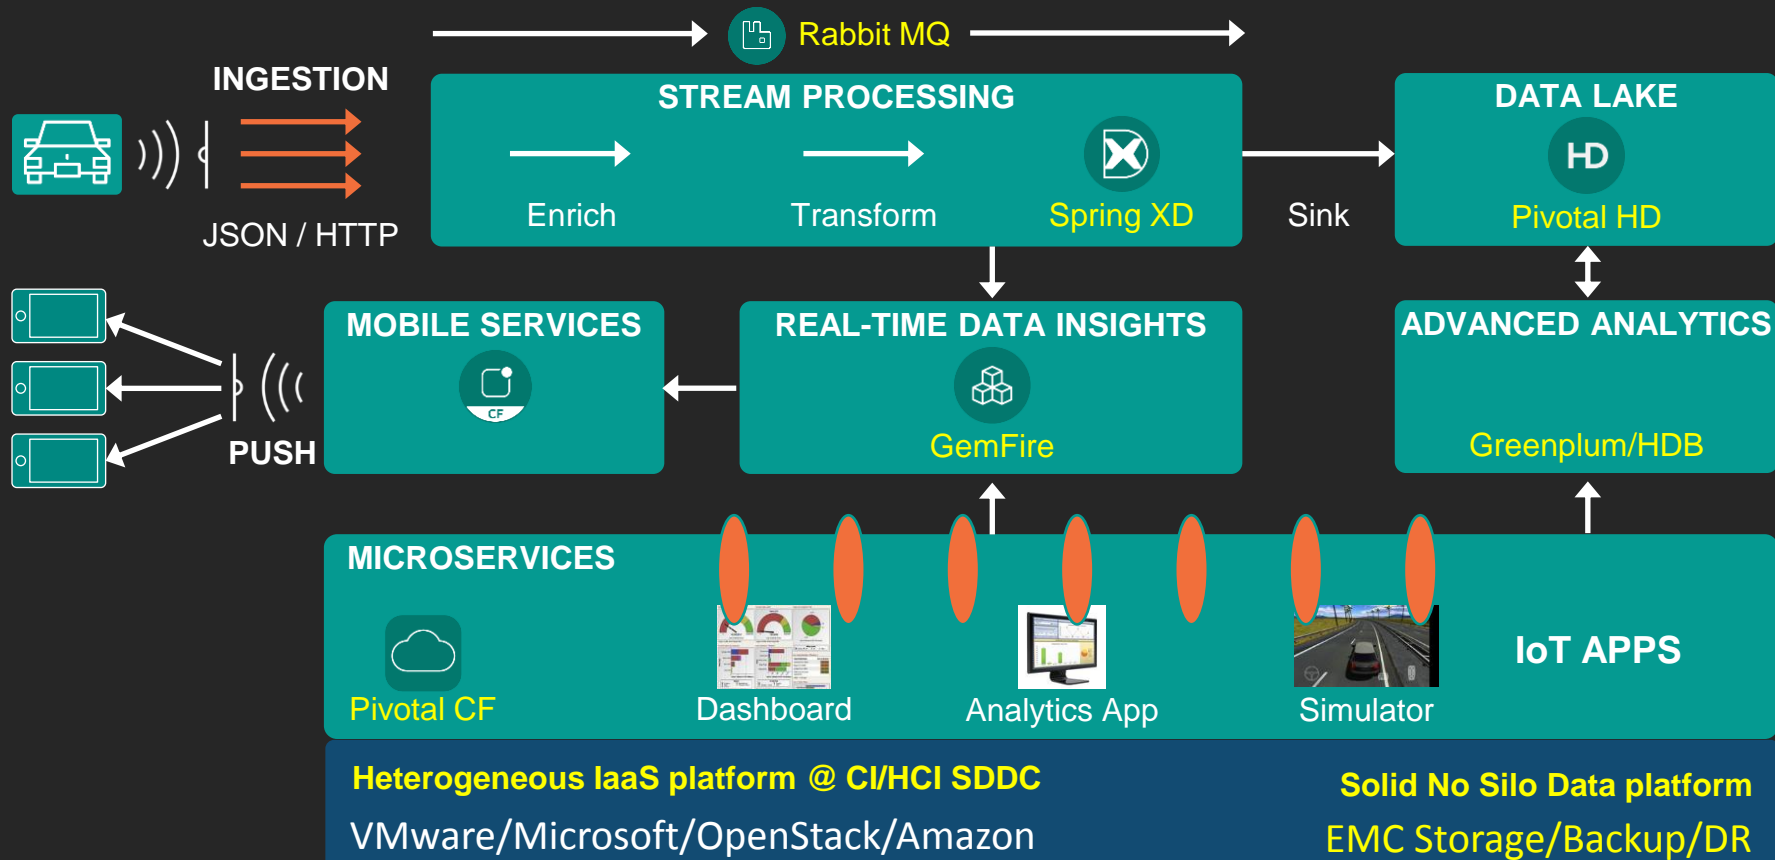 Rabbit MQ
INGESTION
JSON / HTTP
STREAM PROCESSING
Enrich
Transform
Spring XD
Sink
DATA LAKE
HD
Pivotal HD
PUSH
MOBILE SERVICES
CF
REAL-TIME DATA INSIGHTS
GemFire
ADVANCED ANALYTICS
Greenplum/HDB
MICROSERVICES
Pivotal CF
Dashboard
Analytics App
Simulator
IoT APPS
Heterogeneous IaaS platform @ CI/HCI SDDC
VMware/Microsoft/OpenStack/Amazon
Solid No Silo Data platform
EMC Storage/Backup/DR